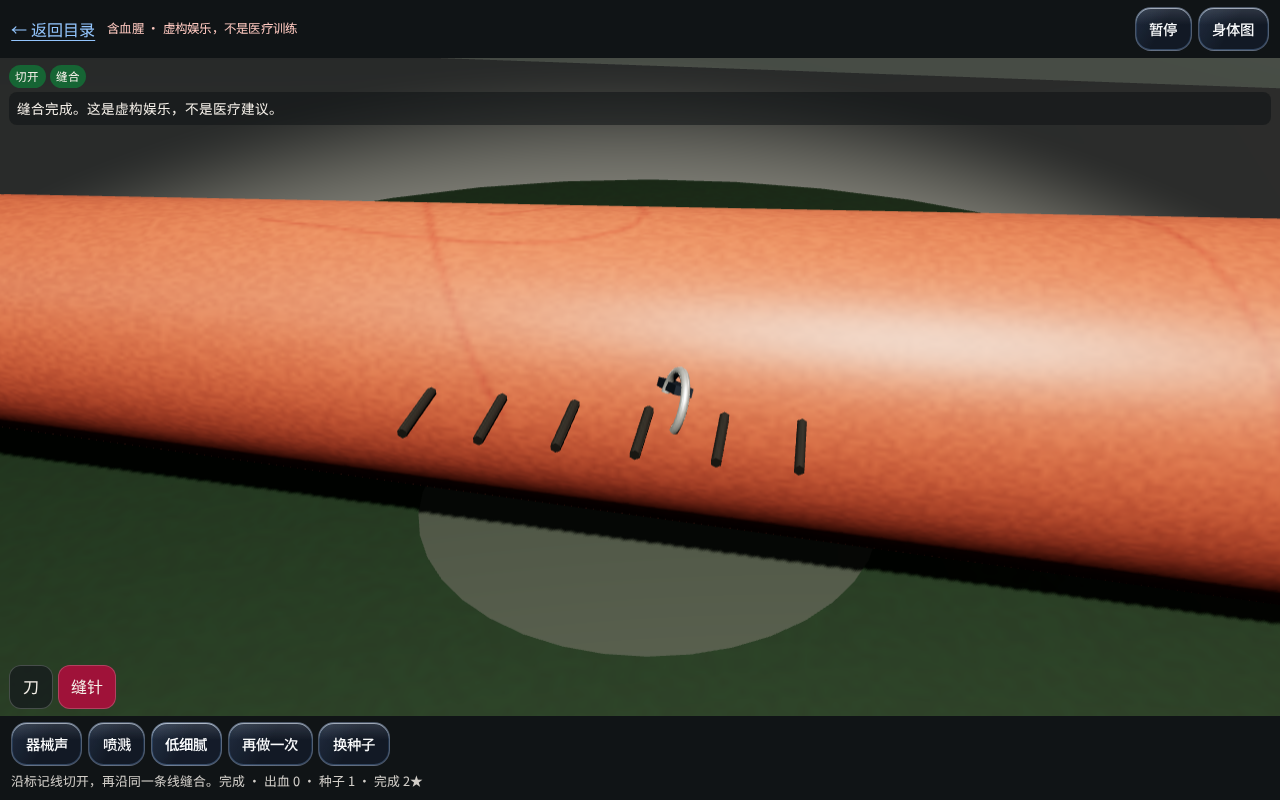 ← 返回目录 含血腥 · 虚构娱乐，不是医疗训练 暂停 身体图
切开 缝合
缝合完成。这是虚构娱乐，不是医疗建议。
刀 缝针
器械声 喷溅 低细腻 再做一次 换种子
沿标记线切开，再沿同一条线缝合。完成 · 出血 0 · 种子 1 · 完成 2★